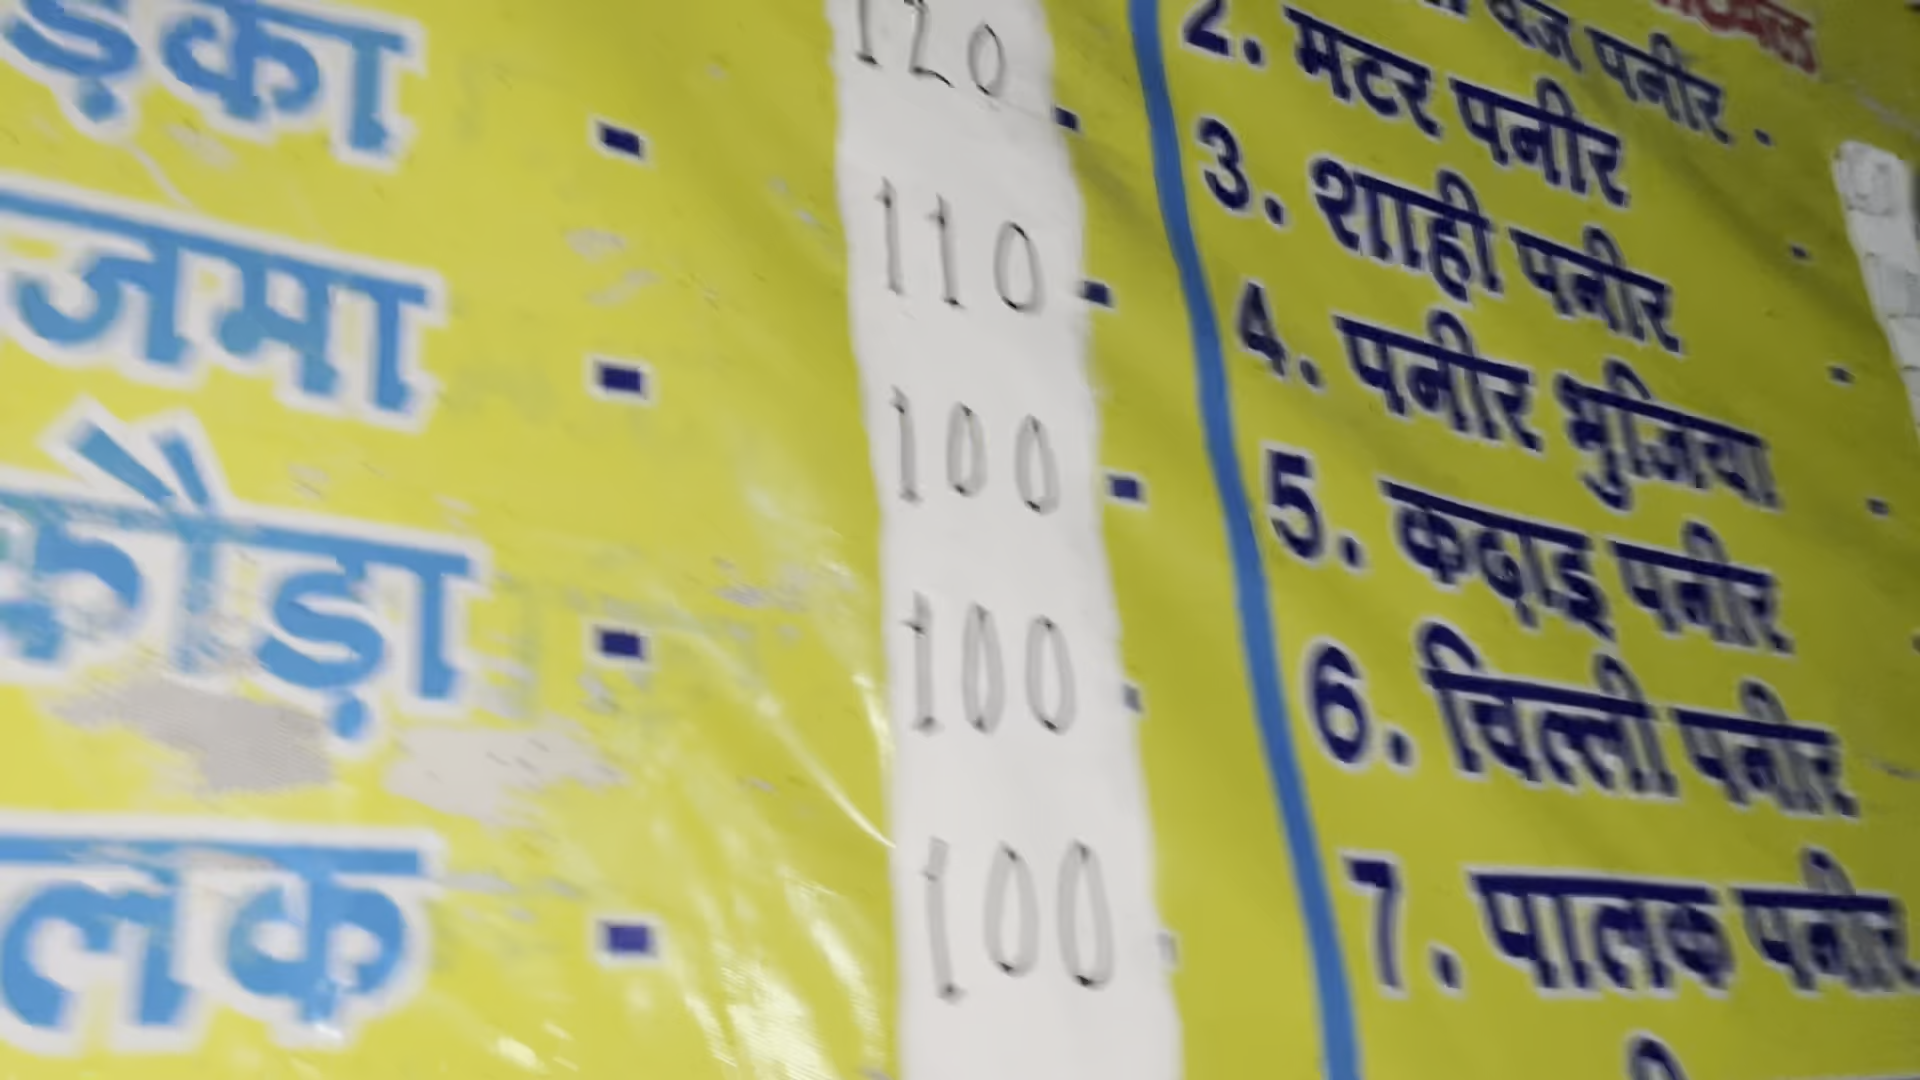 ड़का - 120 -
जमा - 110 -
कौड़ा - 100 -
लक - 100 -
100
वेज पनीर -
2. मटर पनीर -
3. शाही पनीर -
4. पनीर भुजिया -
5. कढ़ाइ पनीर
6. चिल्ली पनीर
7. पालक पनीर